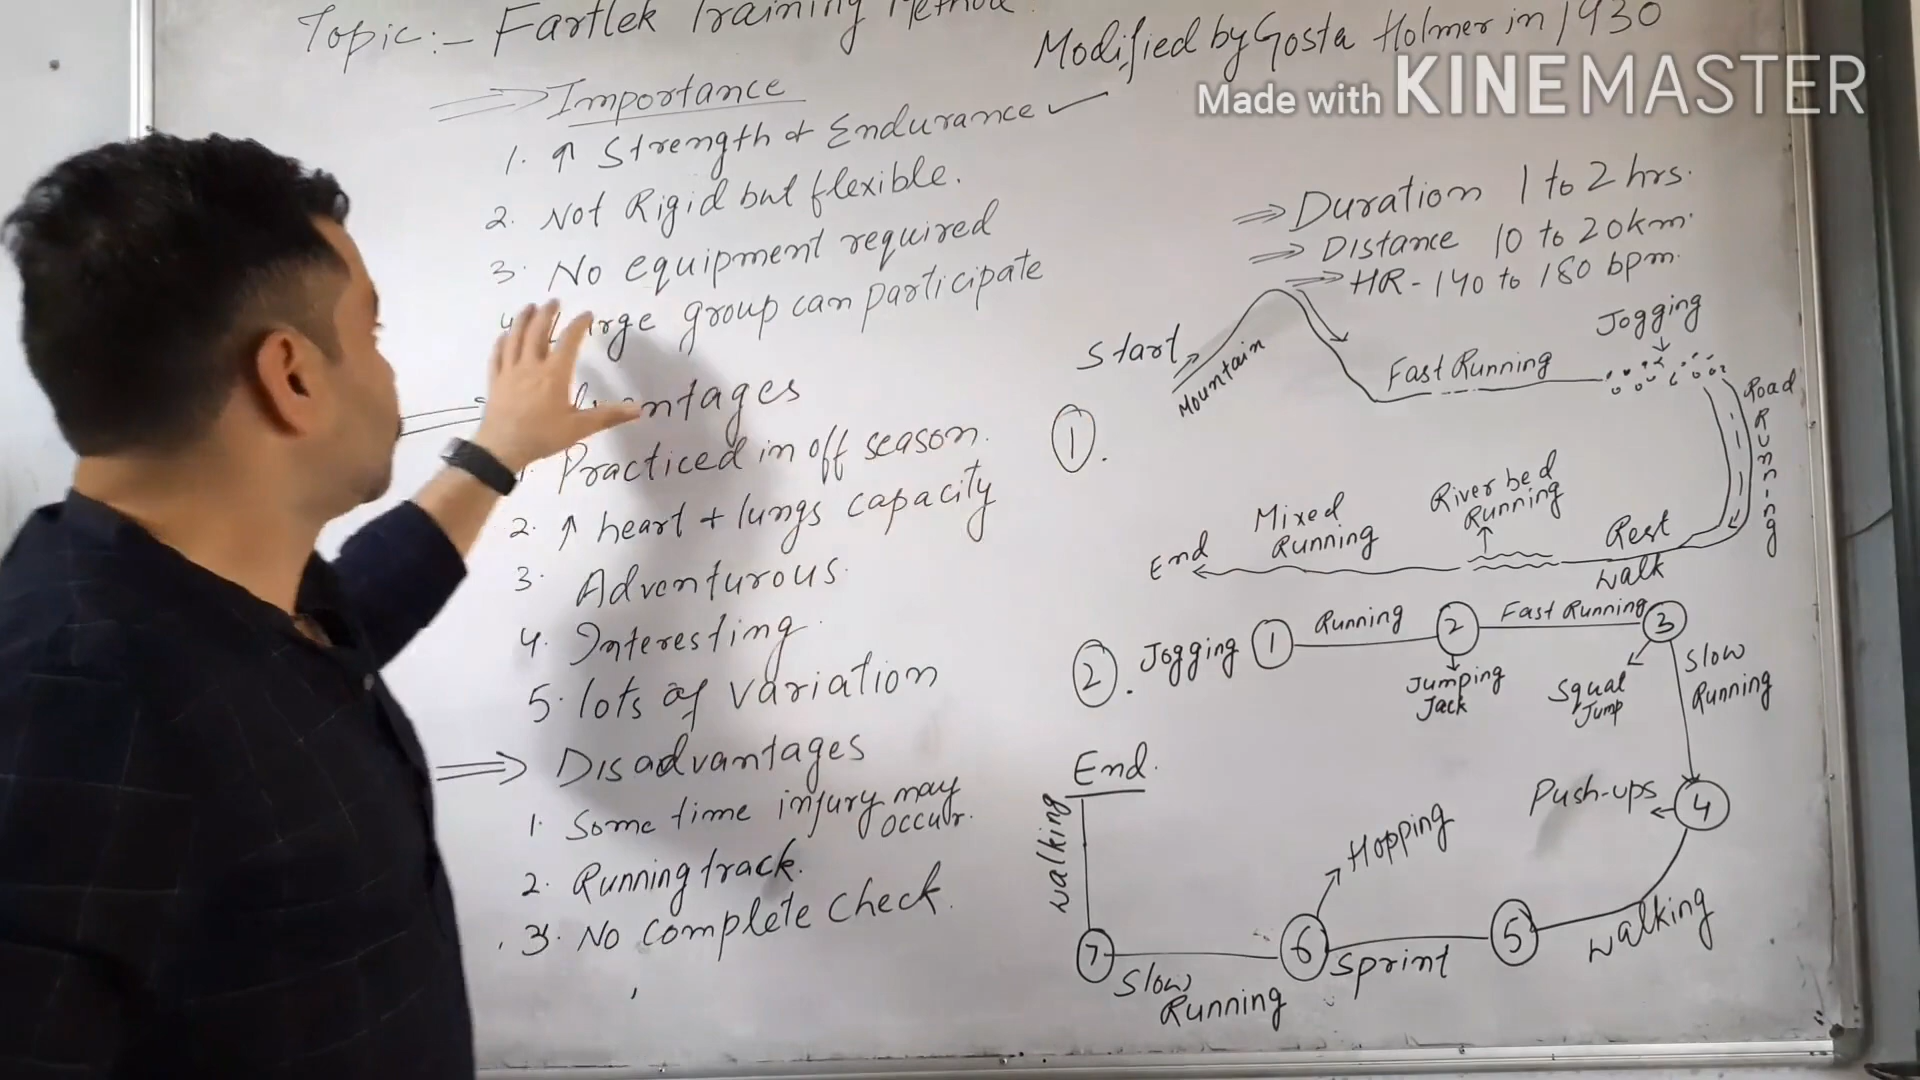 Topic:- Fartlek Training Method
Modified by Gosta Holmer in 1930
Made with KINEMASTER
⇒ Importance
1. ↑ Strength & Endurance ✓
2. Not Rigid but flexible.
3. No equipment required
4. Large group can participate
⇒ Advantages
1. Practiced in off season.
2. ↑ heart + lungs capacity
3. Adventurous.
4. Interesting.
5. lots of variation
⇒ Disadvantages
1. Some time injury may occur.
2. Running track.
3. No complete check.
⇒ Duration 1 to 2 hrs.
⇒ Distance 10 to 20km.
⇒ HR - 140 to 180 bpm.
1.
Start
Mountain
Fast Running
Jogging
Road Running
Rest
Walk
River bed Running
Mixed Running
End
2. Jogging
1
Running
2
Jumping Jack
Fast Running
3
Squal Jump
Slow Running
4
Push-ups
Walking
5
Sprint
6
Hopping
Slow Running
7
Walking
End.